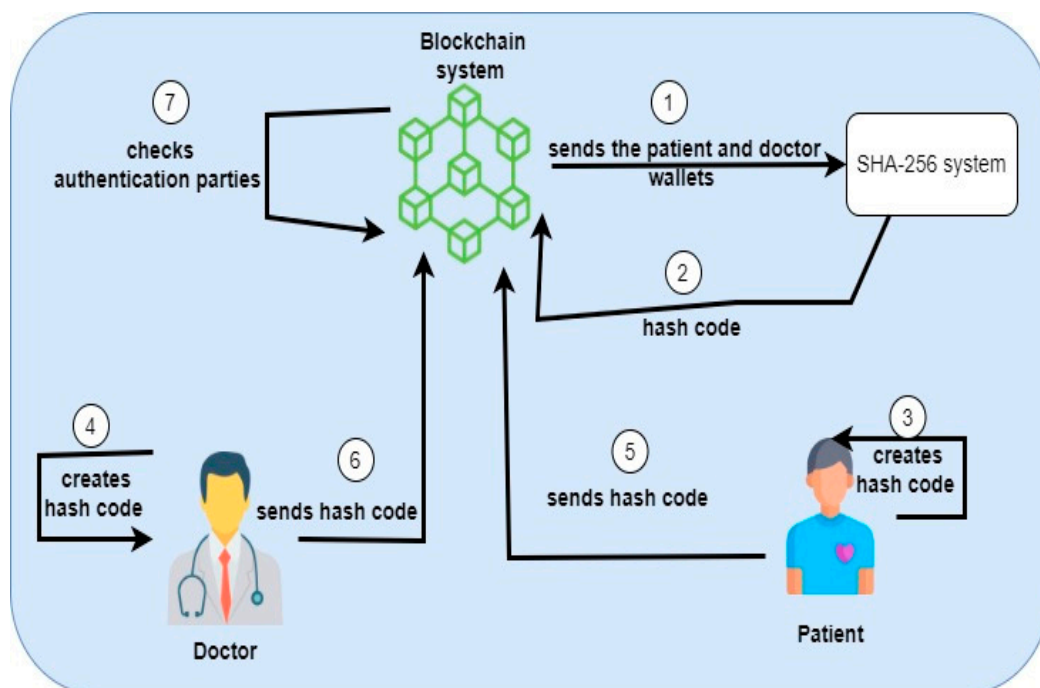 Blockchain
system
7
checks
authentication parties
1
sends the patient and doctor
wallets
SHA-256 system
2
hash code
4
creates
hash code
6
sends hash code
5
sends hash code
3
creates
hash code
Doctor
Patient